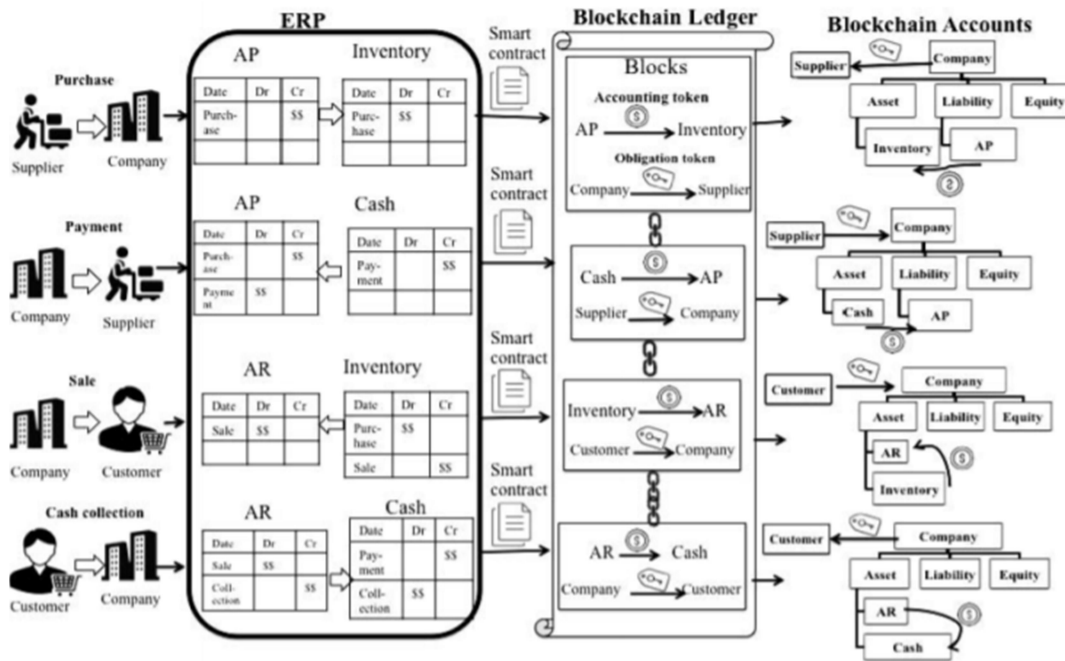 ERP
Blockchain Ledger
Blockchain Accounts
Purchase
Supplier
Company
AP
Inventory
Date Dr Cr
Purch-
ase $$
Date Dr Cr
Purc-
hase $$
Smart
contract
Blocks
Accounting token
$
AP Inventory
Obligation token
Company Supplier
Supplier Company
Asset Liability Equity
Inventory AP
Payment
Company
Supplier
AP
Cash
Date Dr Cr
Purch-
ase $$
Payme
nt $$
Date Dr Cr
Pay-
ment $$
Smart
contract
$
Cash AP
Supplier Company
Supplier Company
Asset Liability Equity
Cash AP
$
Sale
Company
Customer
AR
Inventory
Date Dr Cr
Sale $$
Date Dr Cr
Purc-
hase $$
Sale $$
Smart
contract
$
Inventory AR
Customer Company
Customer Company
Asset Liability Equity
AR
$
Inventory
Cash collection
Customer
Company
AR
Cash
Date Dr Cr
Sale $$
Coll-
ection $$
Date Dr Cr
Pay-
ment $$
Coll-
ection $$
Smart
contract
$
AR Cash
Company Customer
Customer Company
Asset Liability Equity
AR
$
Cash